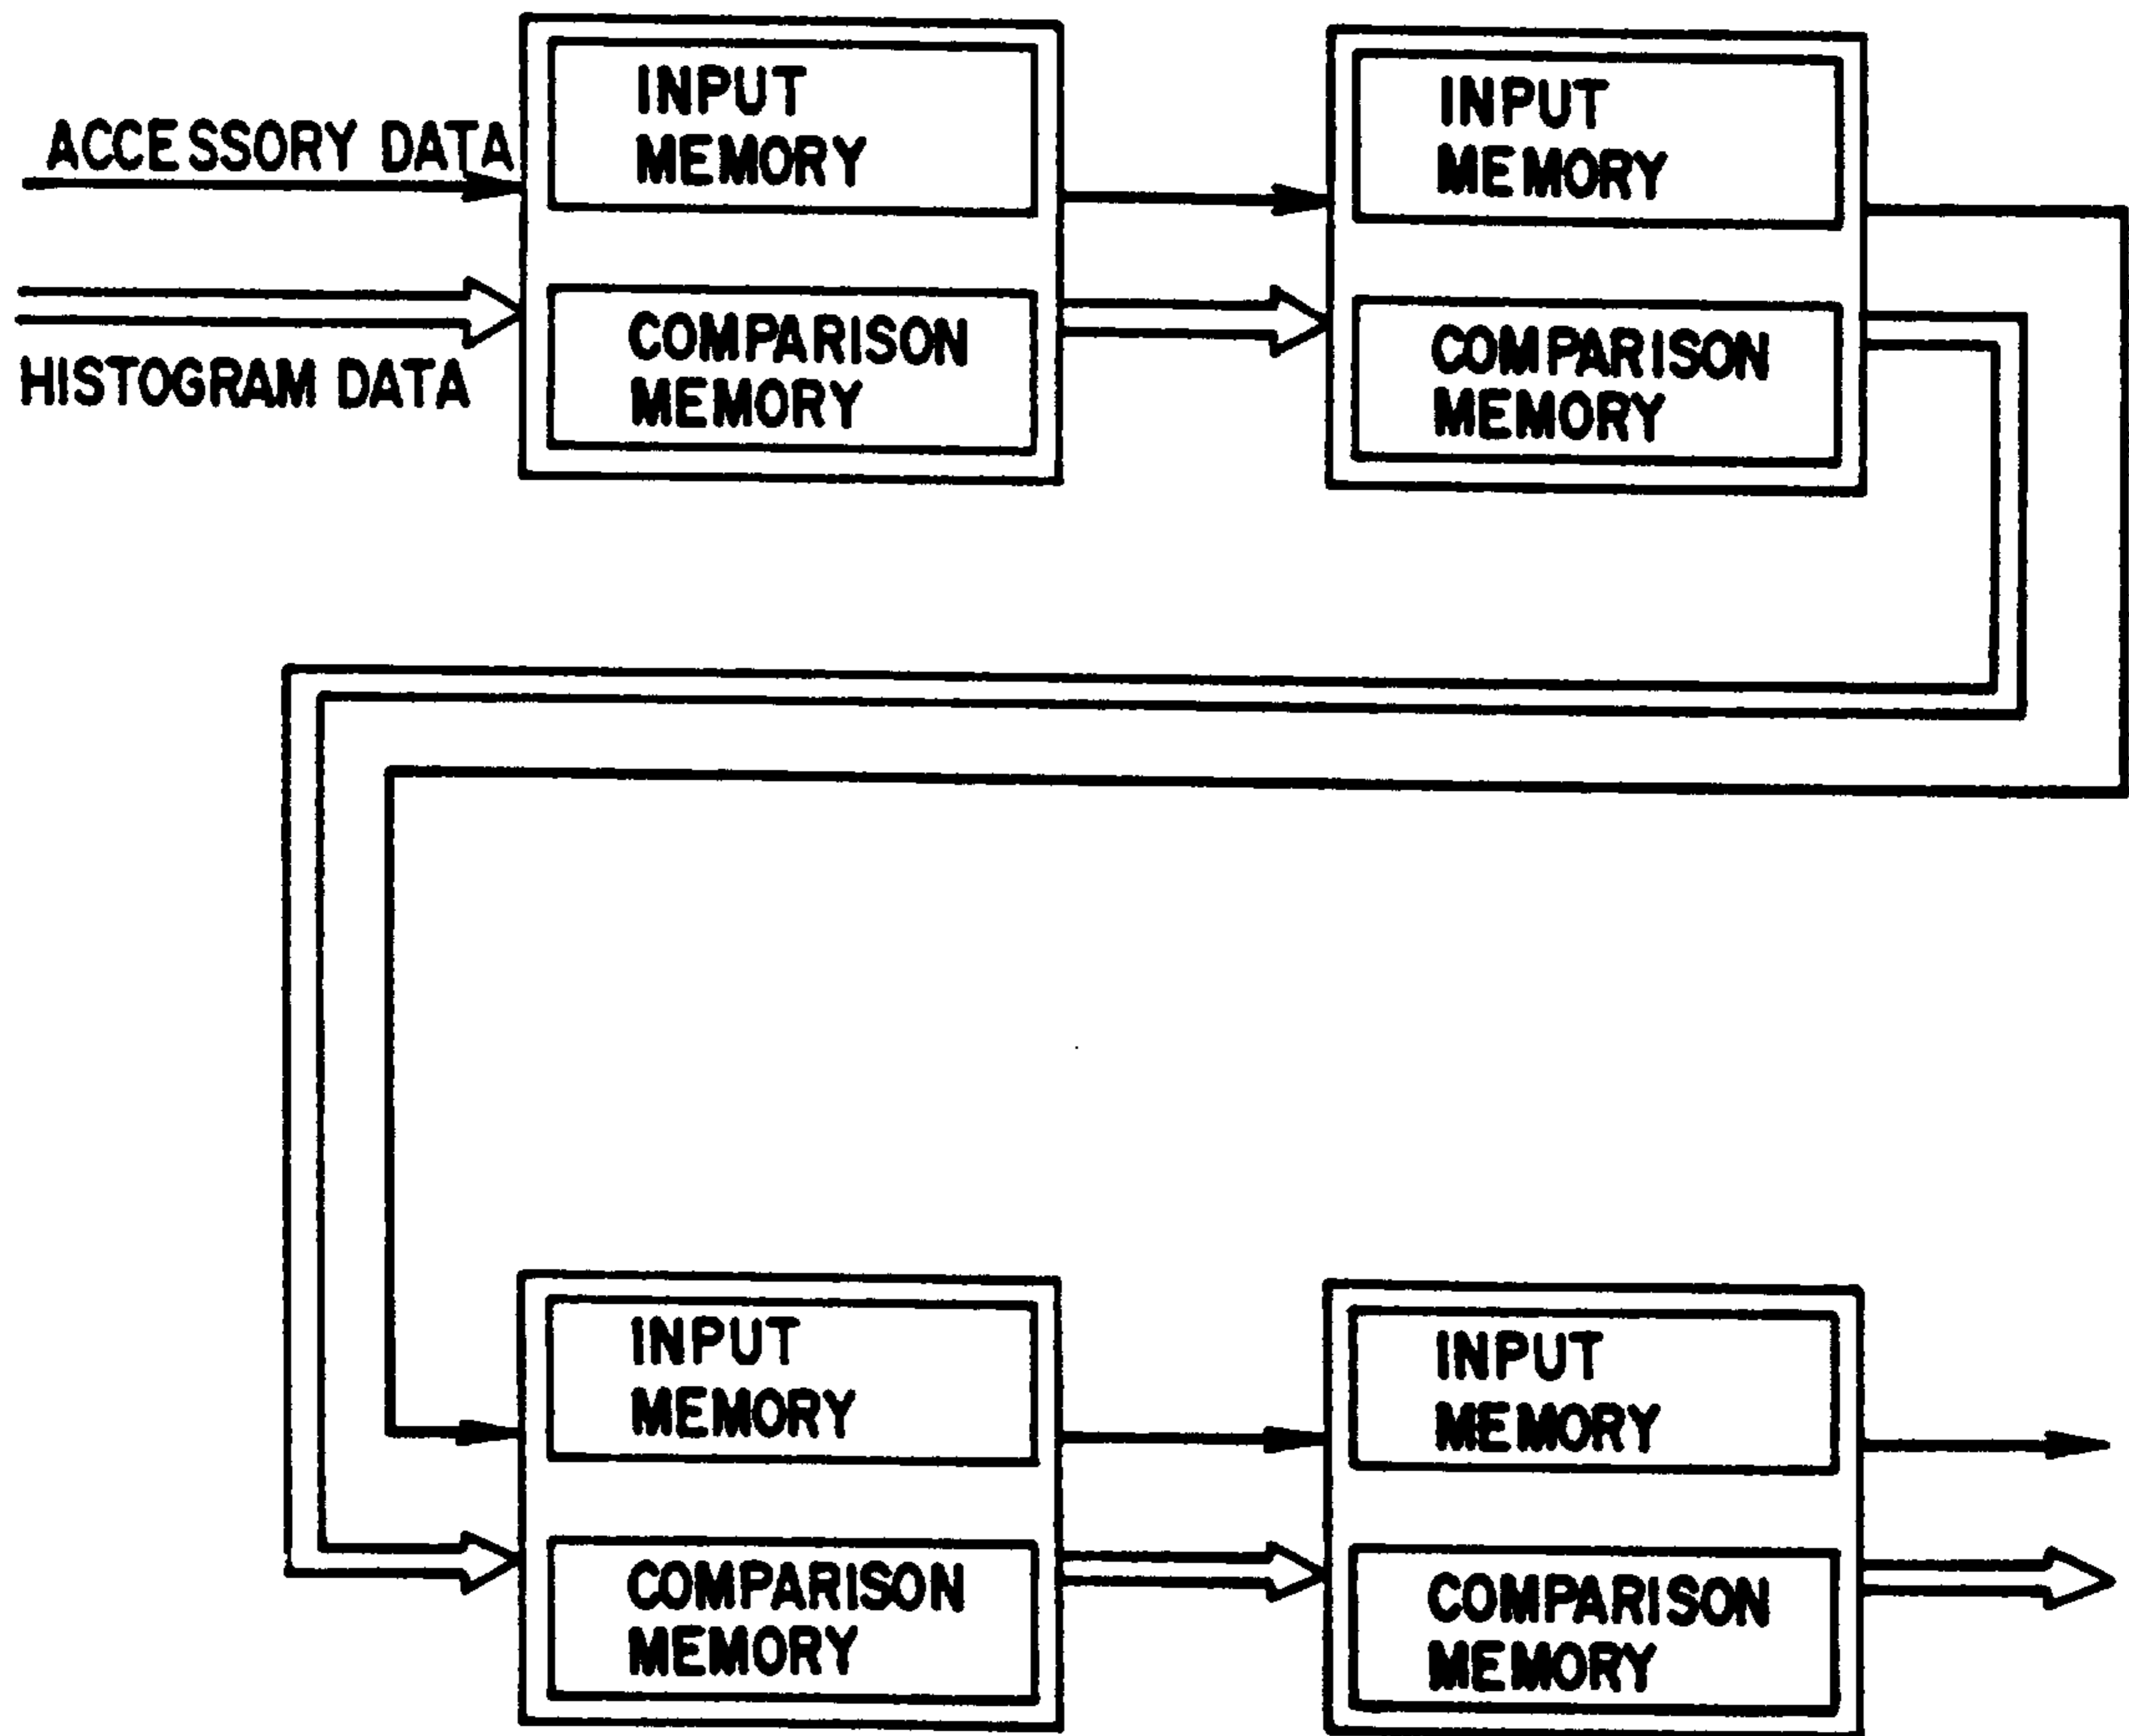 ACCESSORY DATA
HISTOGRAM DATA
INPUT
MEMORY
COMPARISON
MEMORY
INPUT
MEMORY
COMPARISON
MEMORY
INPUT
MEMORY
COMPARISON
MEMORY
INPUT
MEMORY
COMPARISON
MEMORY